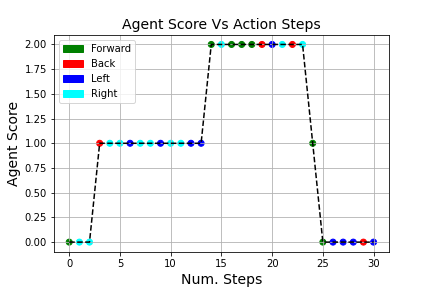 Agent Score Vs Action Steps
2.00
1.75
1.50
1.25
1.00
0.75
0.50
0.25
0.00
Agent Score
Forward
Back
Left
Right
0 5 10 15 20 25 30
Num. Steps